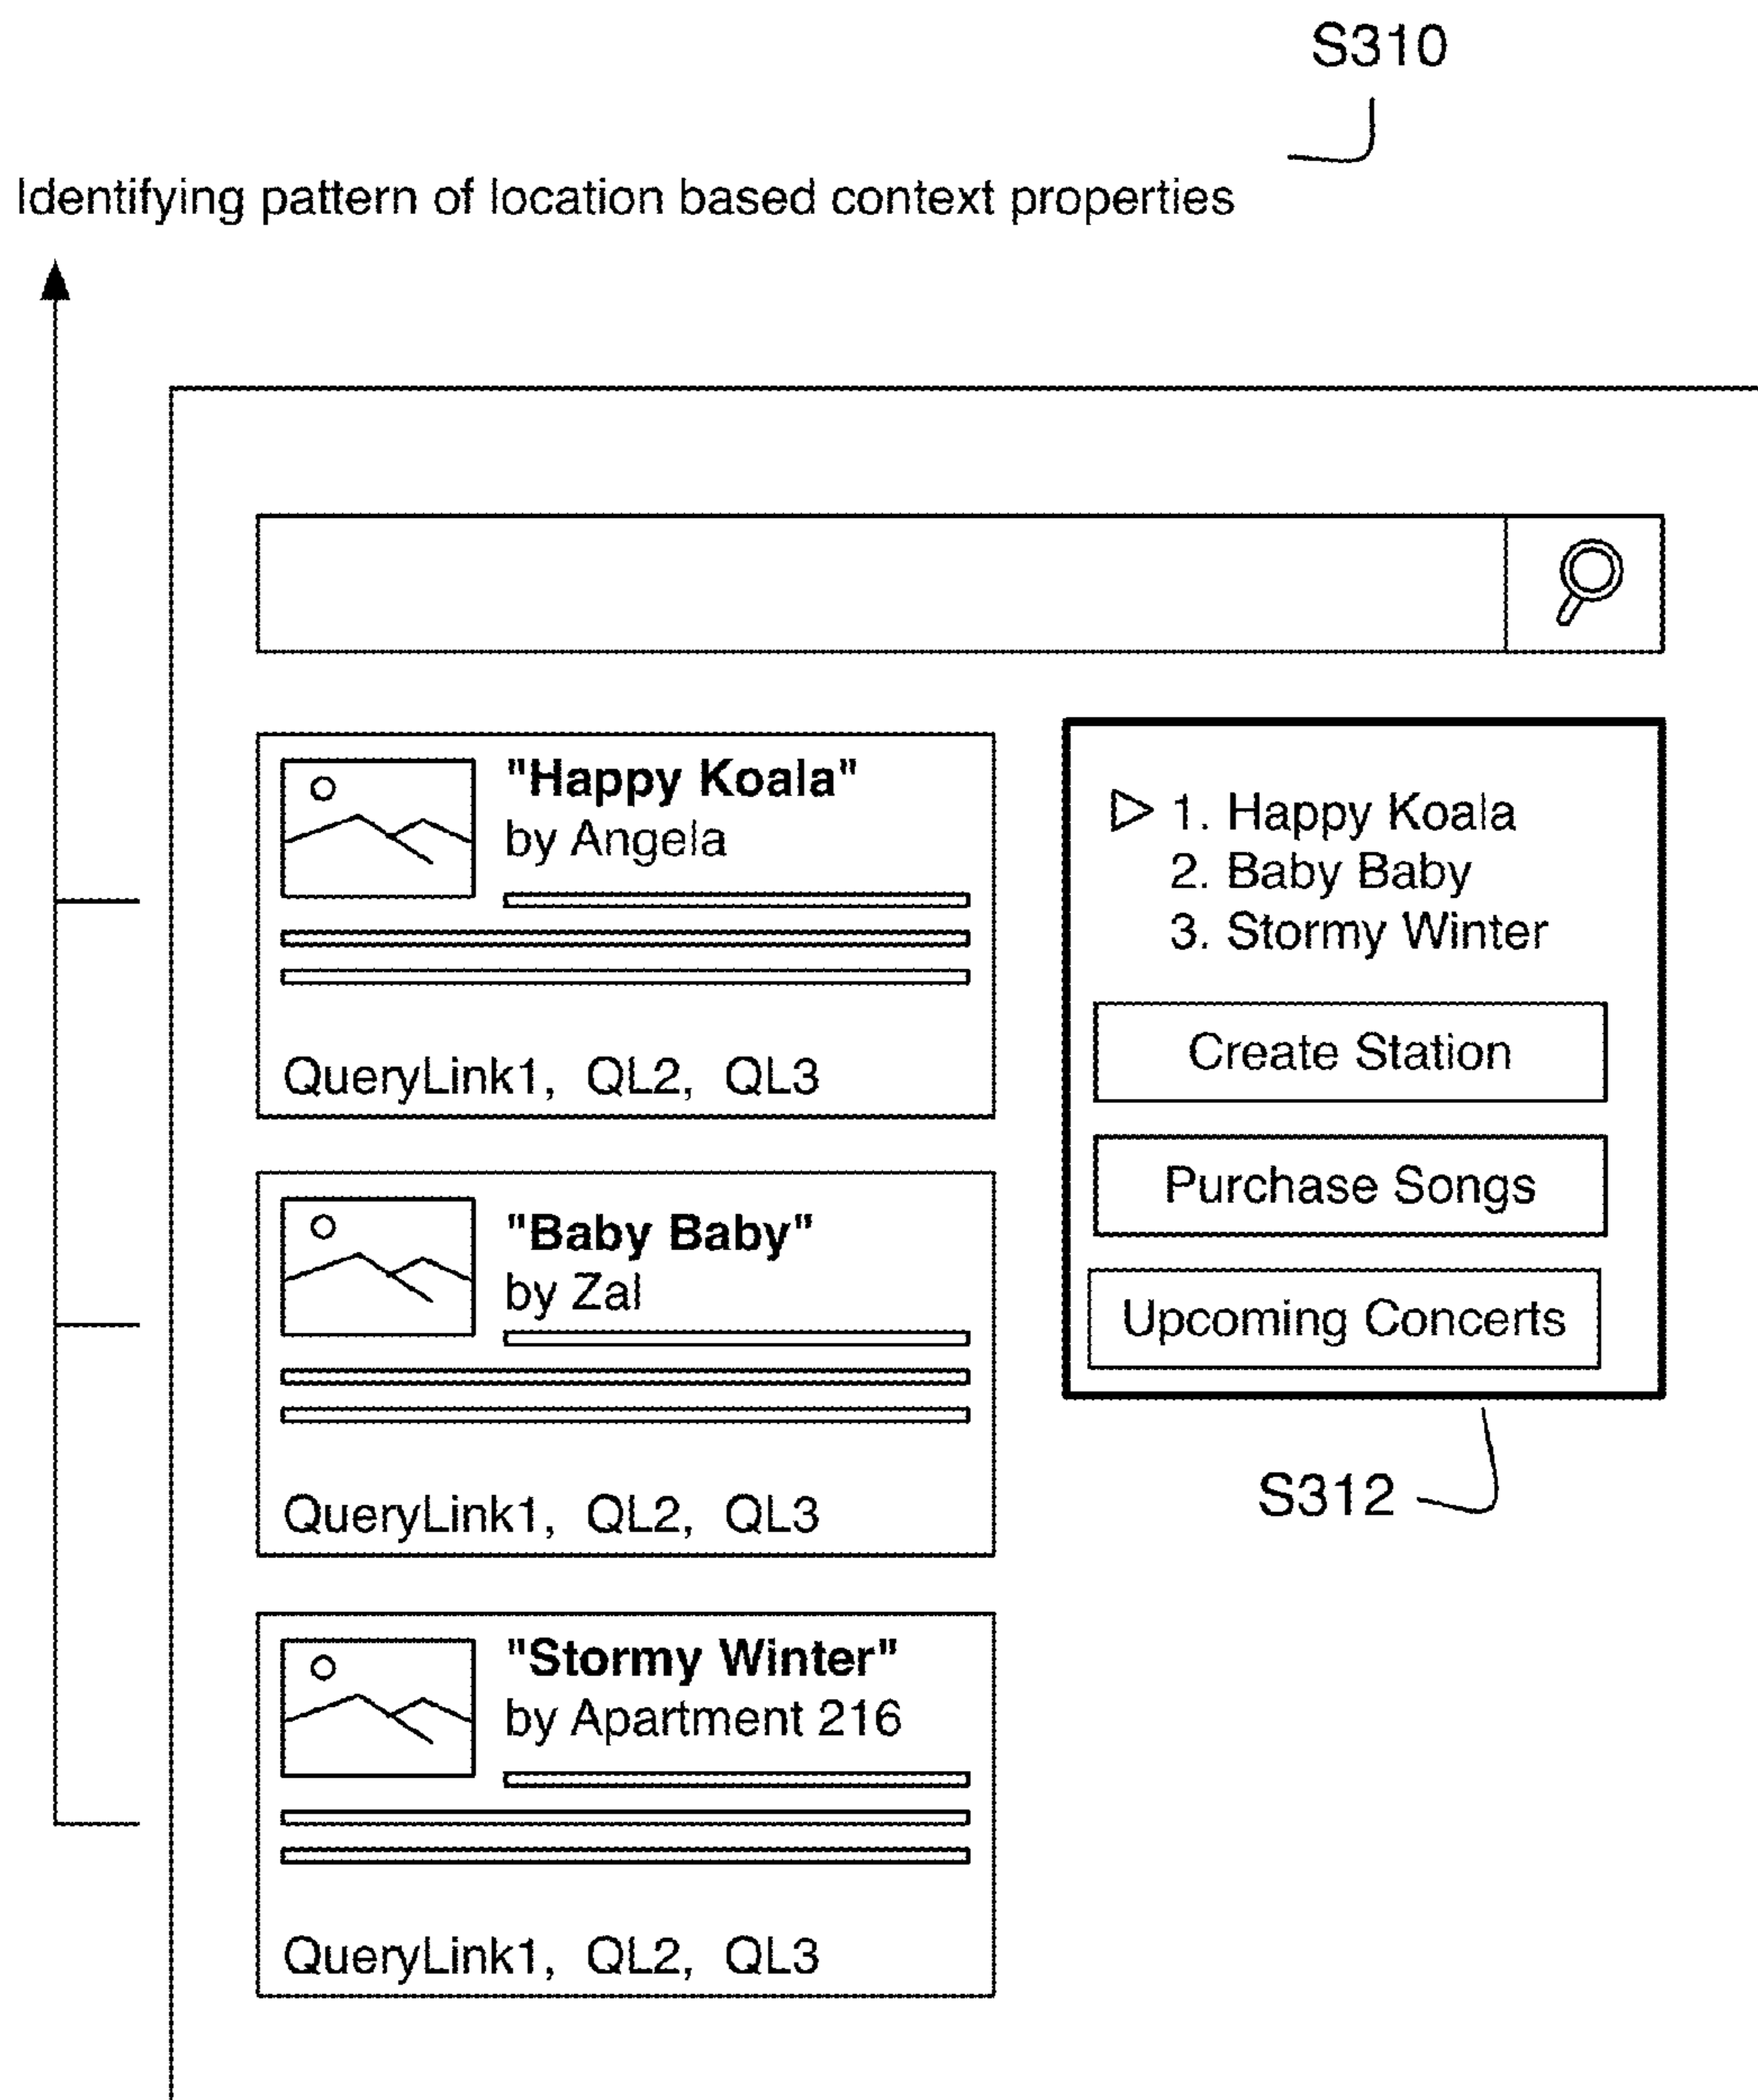 S310
Identifying pattern of location based context properties
"Happy Koala"
by Angela
QueryLink1, QL2, QL3
"Baby Baby"
by Zal
QueryLink1, QL2, QL3
"Stormy Winter"
by Apartment 216
QueryLink1, QL2, QL3
1. Happy Koala
2. Baby Baby
3. Stormy Winter
Create Station
Purchase Songs
Upcoming Concerts
S312